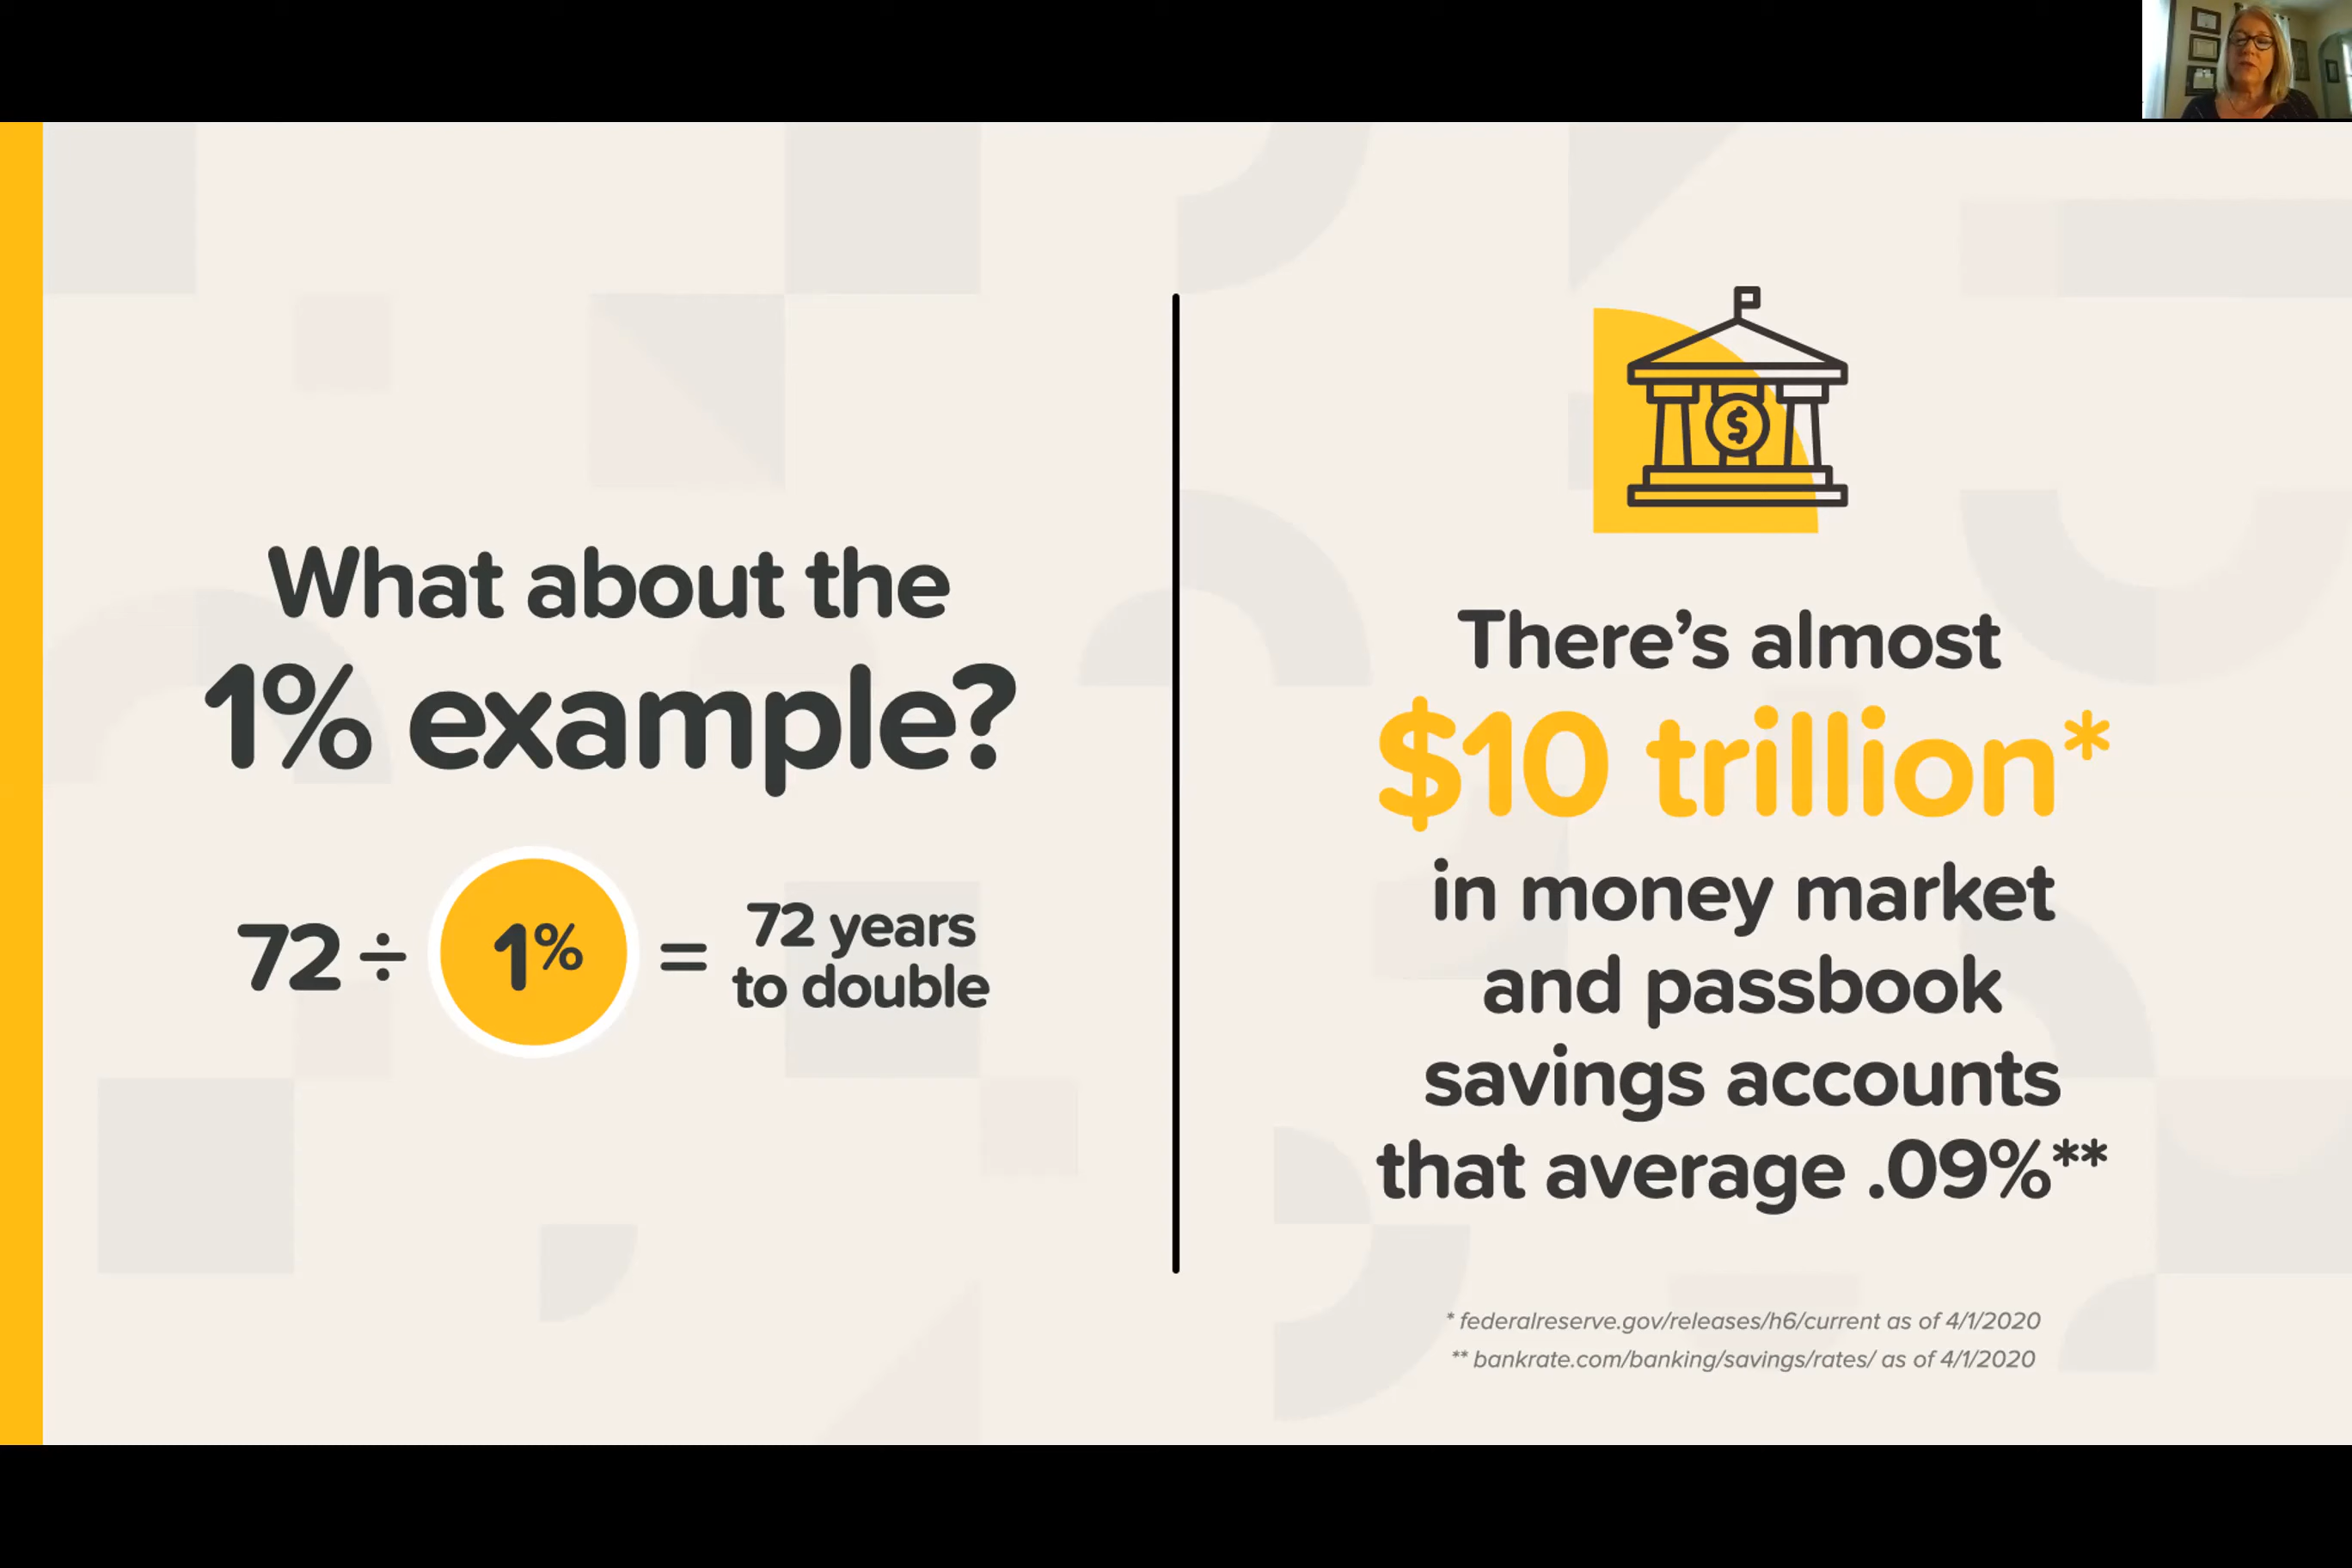 What about the
1% example?
72 ÷ 1% = 72 years
to double
$
There's almost
$10 trillion*
in money market
and passbook
savings accounts
that average .09%**
* federalreserve.gov/releases/h6/current as of 4/1/2020
** bankrate.com/banking/savings/rates/ as of 4/1/2020